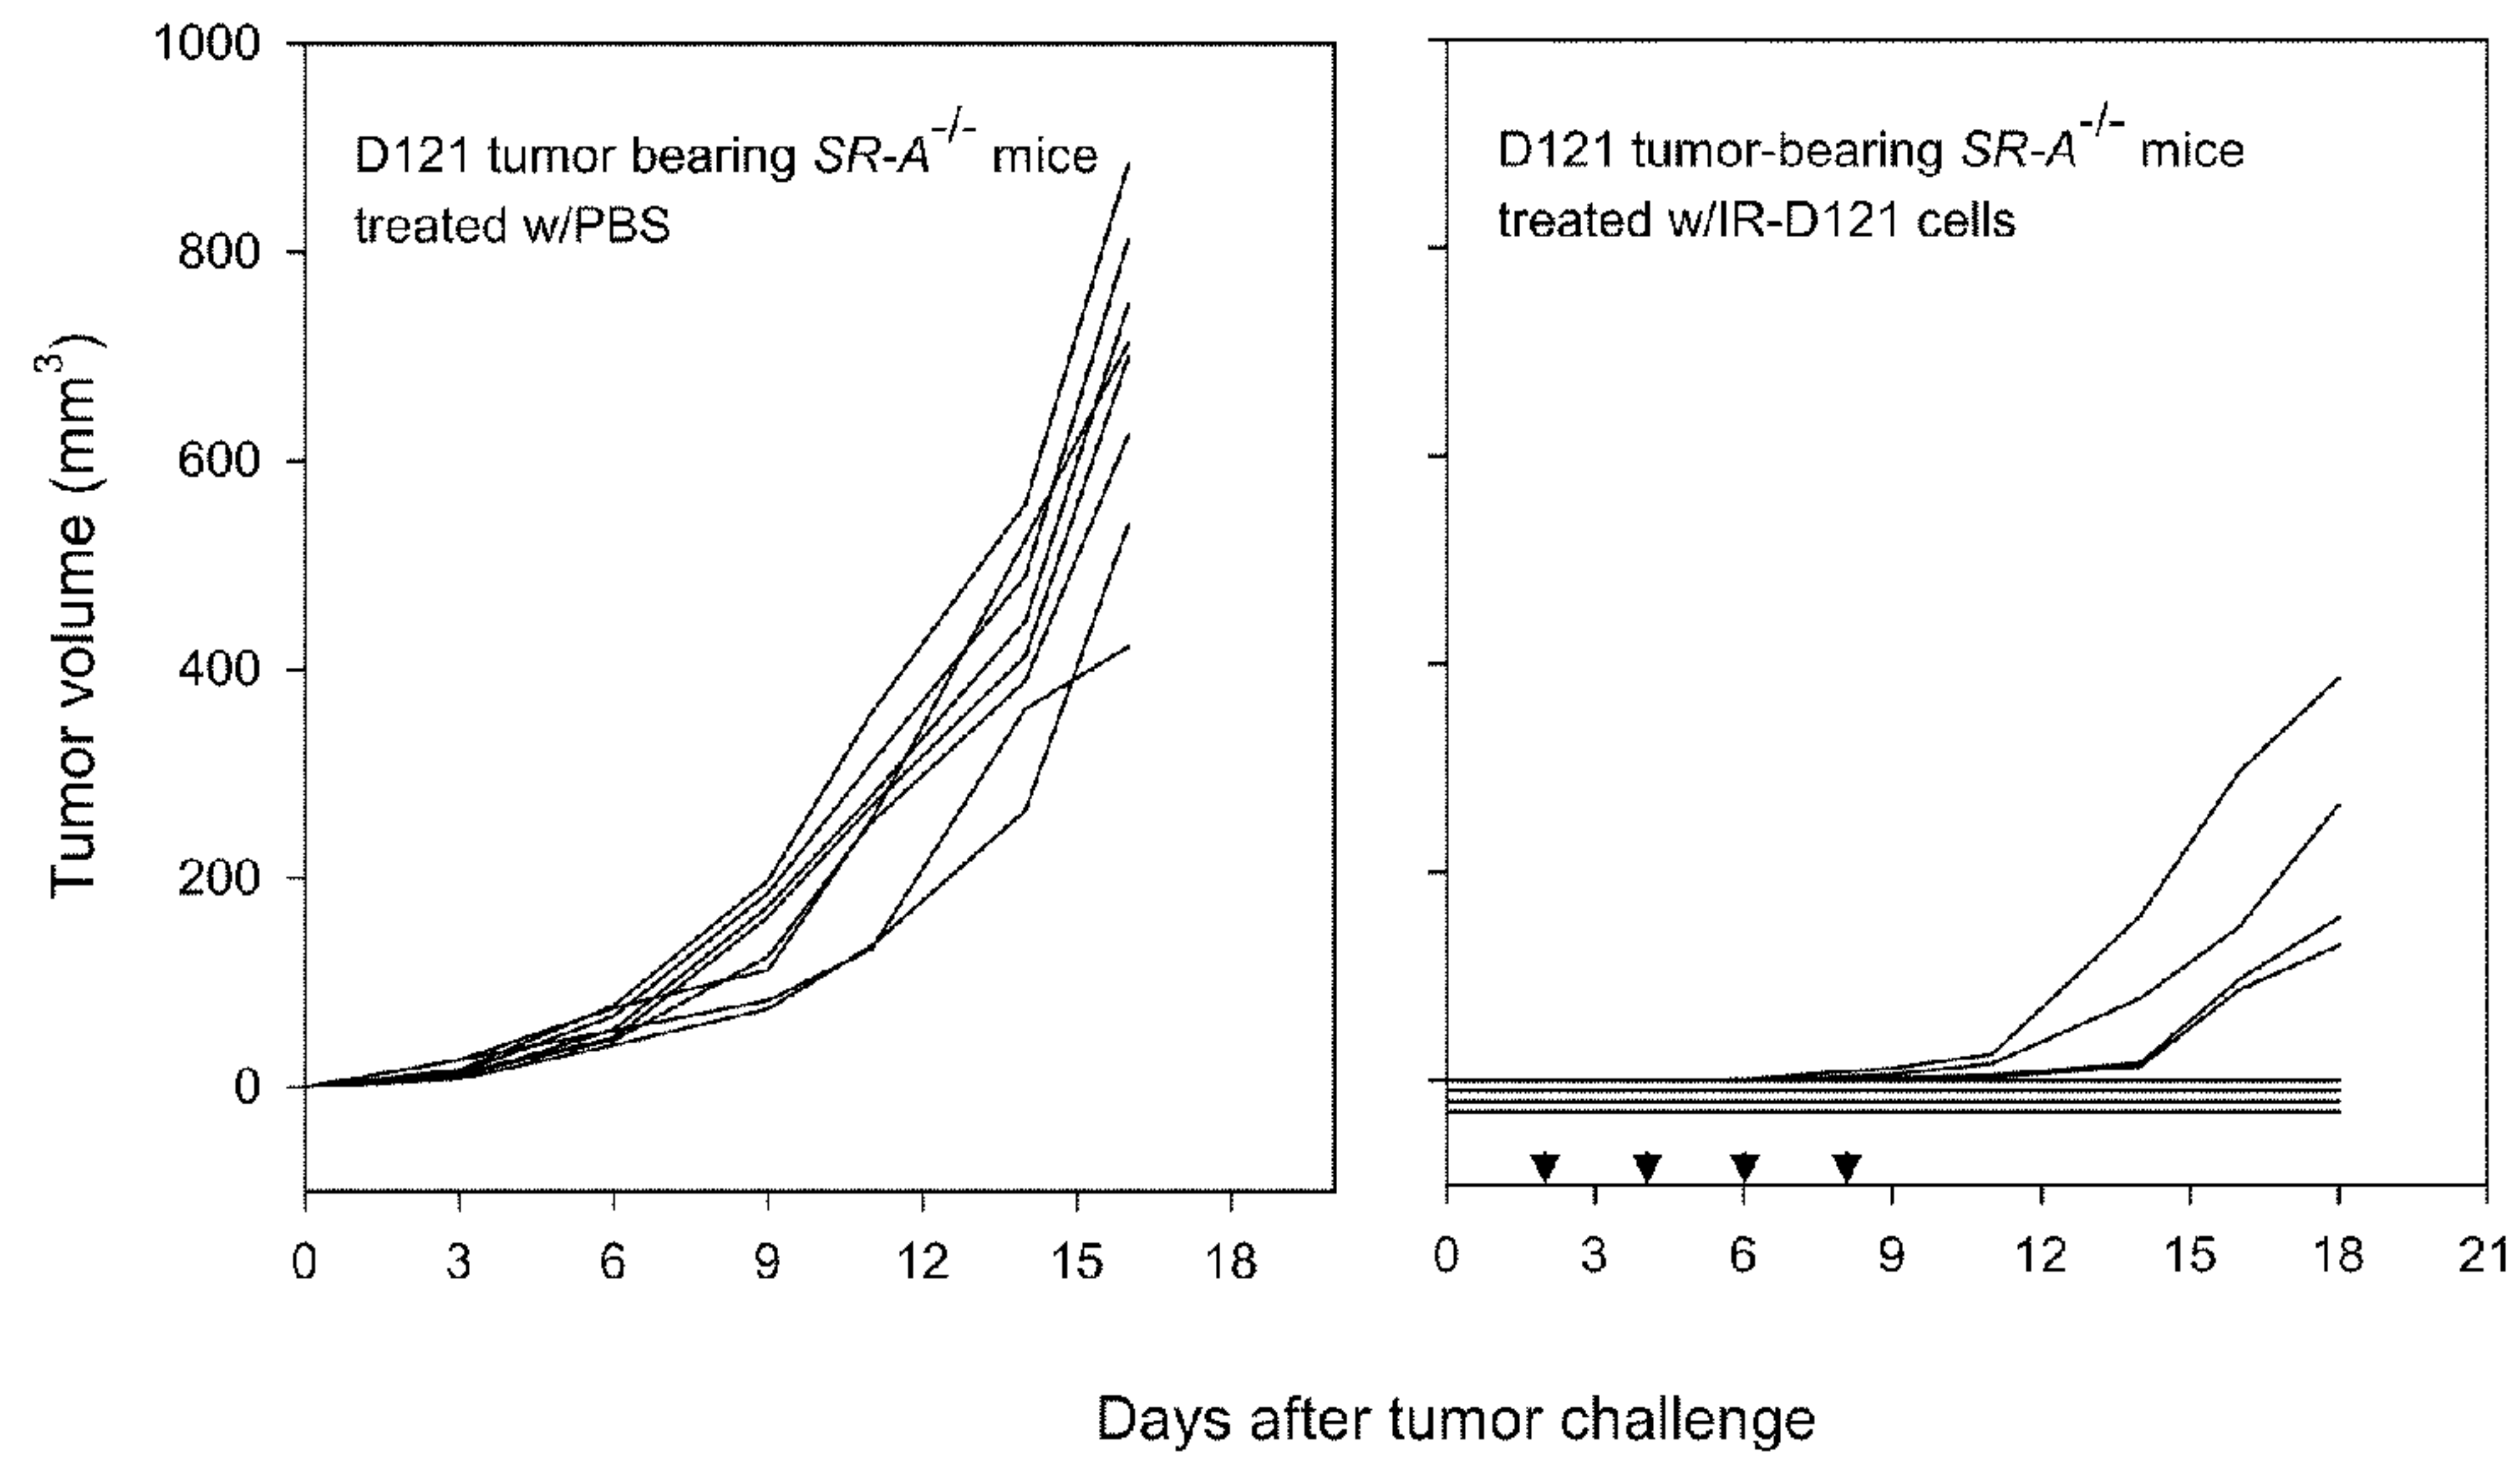 1000
800
600
400
200
0
Tumor volume (mm³)
D121 tumor bearing SR-A-/- mice
treated w/PBS
0 3 6 9 12 15 18
D121 tumor-bearing SR-A-/- mice
treated w/IR-D121 cells
0 3 6 9 12 15 18 21
Days after tumor challenge